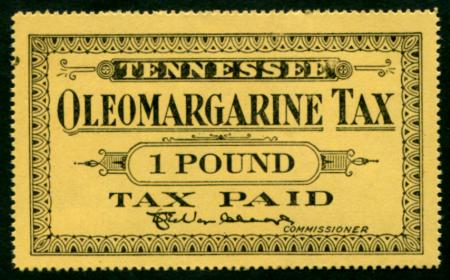 TENNESSEE
OLEOMARGARINE TAX
1 POUND
TAX PAID
COMMISSIONER